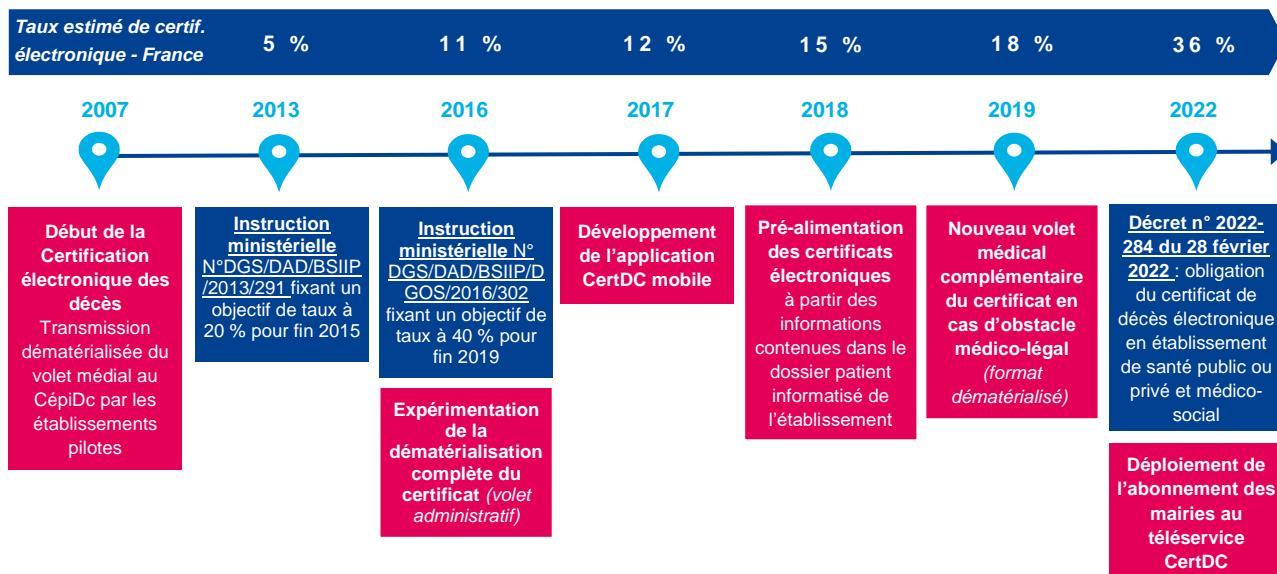 Taux estimé de certif.
électronique - France
5 %
11 %
12 %
15 %
18 %
36 %
2007
2013
2016
2017
2018
2019
2022
Début de la
Certification
électronique des
décès
Transmission
dématérialisée du
volet médial au
CépiDc par les
établissements
pilotes
Instruction
ministérielle
N°DGS/DAD/BSIIP
/2013/291 fixant un
objectif de taux à
20 % pour fin 2015
Instruction
ministérielle N°
DGS/DAD/BSIIP/D
GOS/2016/302
fixant un objectif de
taux à 40 % pour
fin 2019
Expérimentation
de la
dématérialisation
complète du
certificat (volet
administratif)
Développement
de l'application
CertDC mobile
Pré-alimentation
des certificats
électroniques
à partir des
informations
contenues dans le
dossier patient
informatisé de
l'établissement
Nouveau volet
médical
complémentaire
du certificat en
cas d'obstacle
médico-légal
(format
dématérialisé)
Décret n° 2022-
284 du 28 février
2022 : obligation
du certificat de
décès électronique
en établissement
de santé public ou
privé et médico-
social
Déploiement de
l'abonnement des
mairies au
téléservice
CertDC